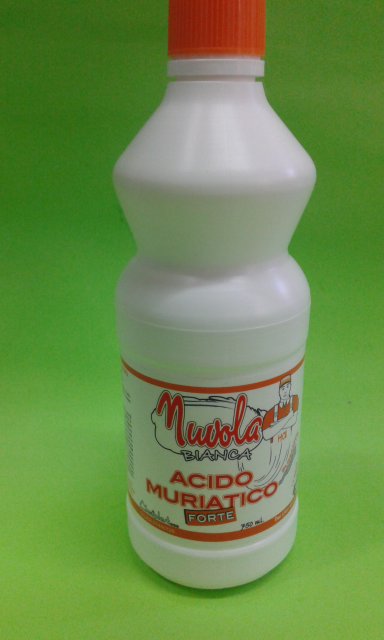 Nuvola
BIANCA
ACIDO
MURIATICO
FORTE
750 ml.